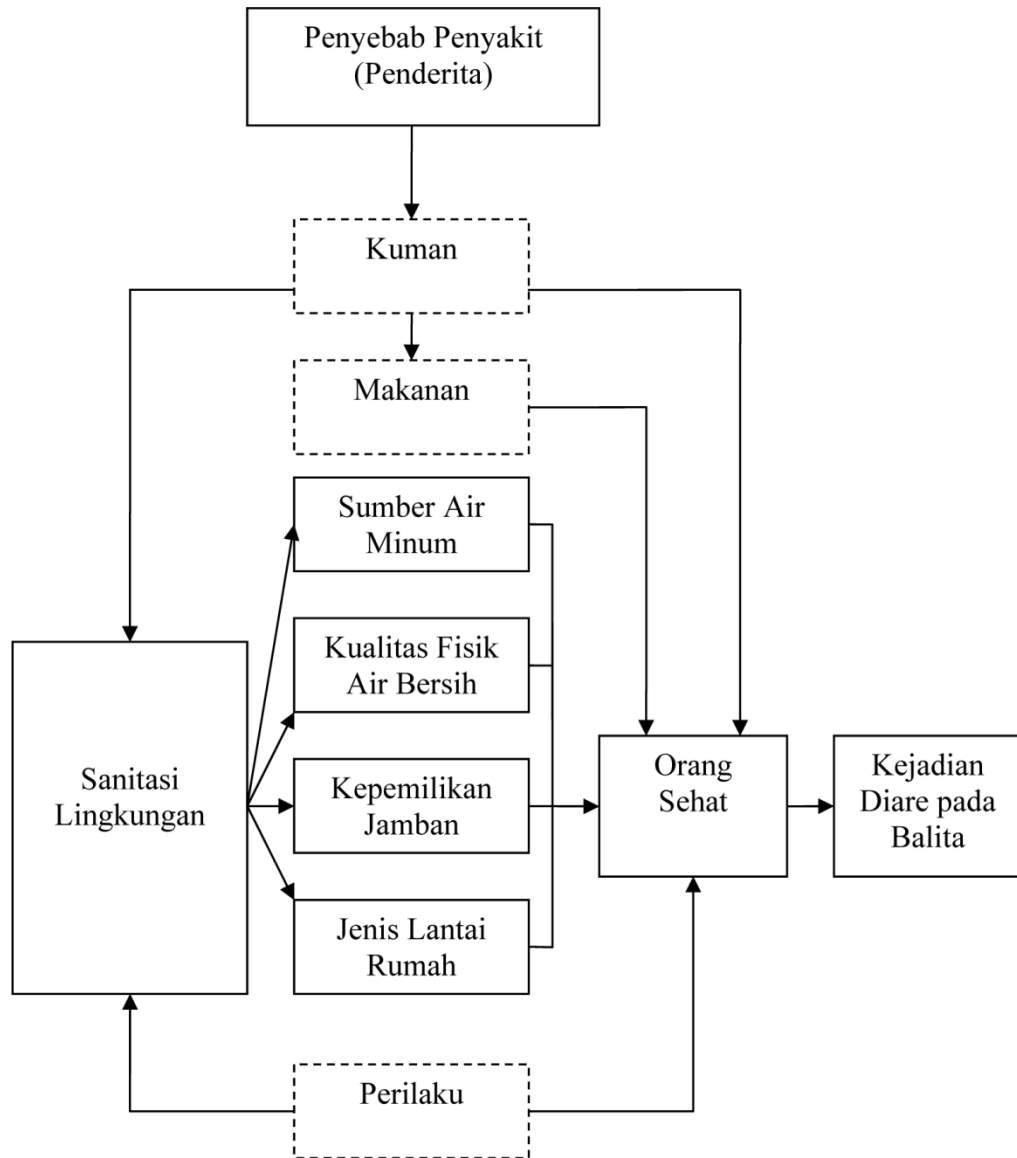 Penyebab Penyakit
(Penderita)
Kuman
Makanan
Sumber Air
Minum
Kualitas Fisik
Air Bersih
Sanitasi
Lingkungan
Kepemilikan
Jamban
Orang
Sehat
Kejadian
Diare pada
Balita
Jenis Lantai
Rumah
Perilaku